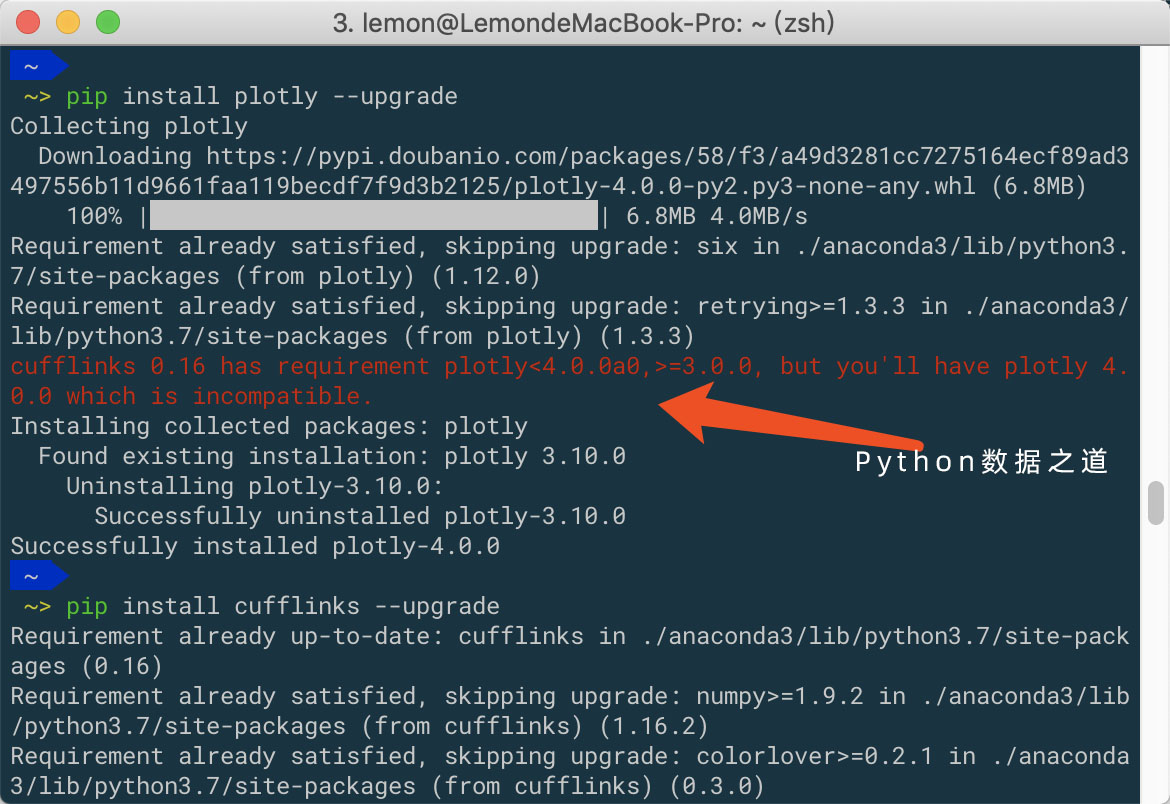 3. lemon@LemondeMacBook-Pro: ~ (zsh)
~
~> pip install plotly --upgrade
Collecting plotly
Downloading https://pypi.doubanio.com/packages/58/f3/a49d3281cc7275164ecf89ad3
497556b11d9661faa119becdf7f9d3b2125/plotly-4.0.0-py2.py3-none-any.whl (6.8MB)
100% || 6.8MB 4.0MB/s
Requirement already satisfied, skipping upgrade: six in ./anaconda3/lib/python3.
7/site-packages (from plotly) (1.12.0)
Requirement already satisfied, skipping upgrade: retrying>=1.3.3 in ./anaconda3/
lib/python3.7/site-packages (from plotly) (1.3.3)
cufflinks 0.16 has requirement plotly<4.0.0a0,>=3.0.0, but you'll have plotly 4.
0.0 which is incompatible.
Installing collected packages: plotly
Found existing installation: plotly 3.10.0
Python数据之道
Uninstalling plotly-3.10.0:
Successfully uninstalled plotly-3.10.0
Successfully installed plotly-4.0.0
~
~> pip install cufflinks --upgrade
Requirement already up-to-date: cufflinks in ./anaconda3/lib/python3.7/site-pack
ages (0.16)
Requirement already satisfied, skipping upgrade: numpy>=1.9.2 in ./anaconda3/lib
/python3.7/site-packages (from cufflinks) (1.16.2)
Requirement already satisfied, skipping upgrade: colorlover>=0.2.1 in ./anaconda
3/lib/python3.7/site-packages (from cufflinks) (0.3.0)